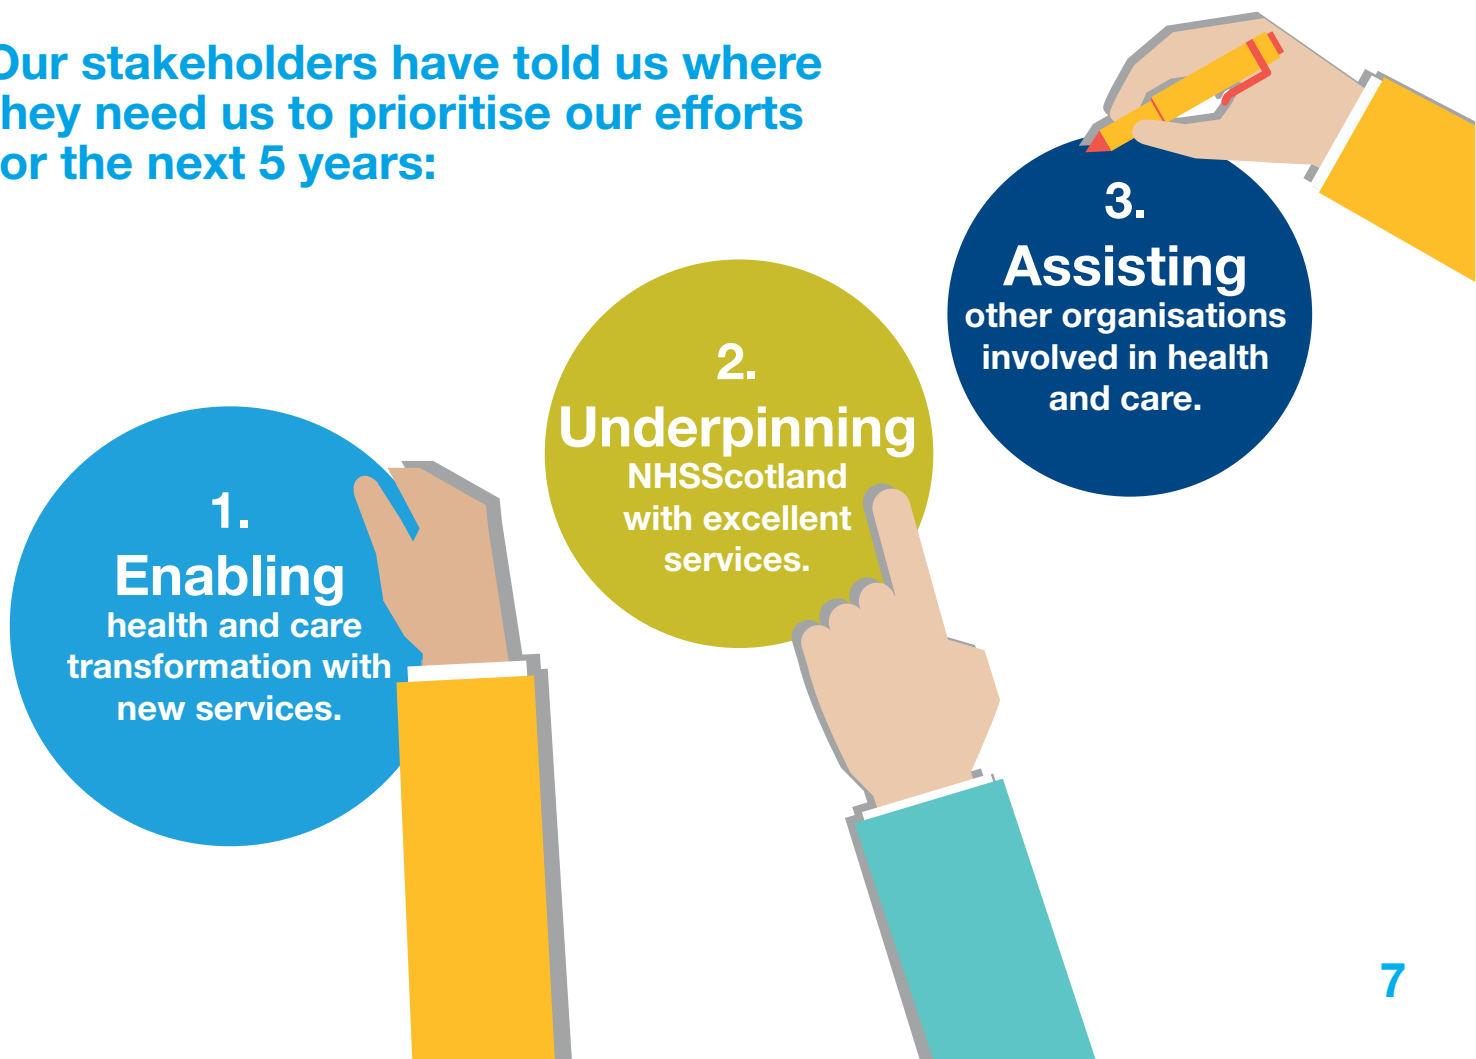 Our stakeholders have told us where
hey need us to prioritise our efforts
or the next 5 years:
1.
Enabling
health and care
transformation with
new services.
2.
Underpinning
NHSScotland
with excellent
services.
3.
Assisting
other organisations
involved in health
and care.
7